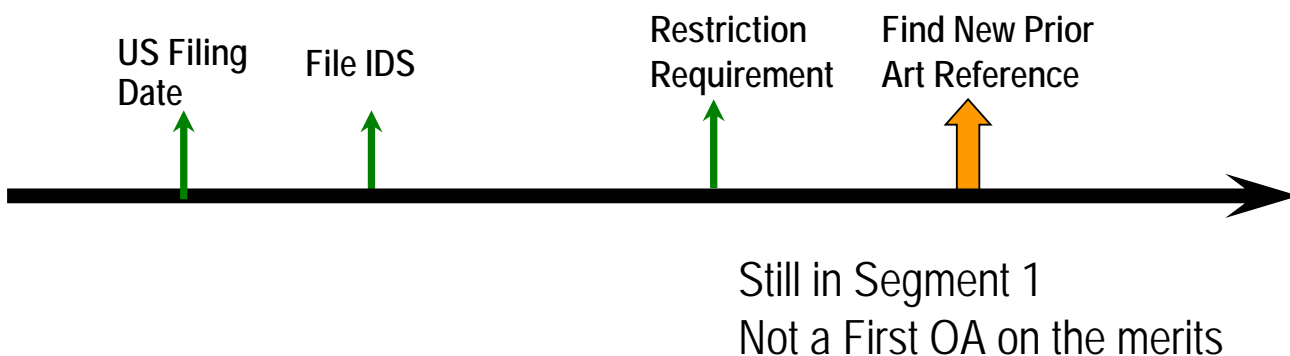 US Filing
Date
File IDS
Restriction
Requirement
Find New Prior
Art Reference
Still in Segment 1
Not a First OA on the merits